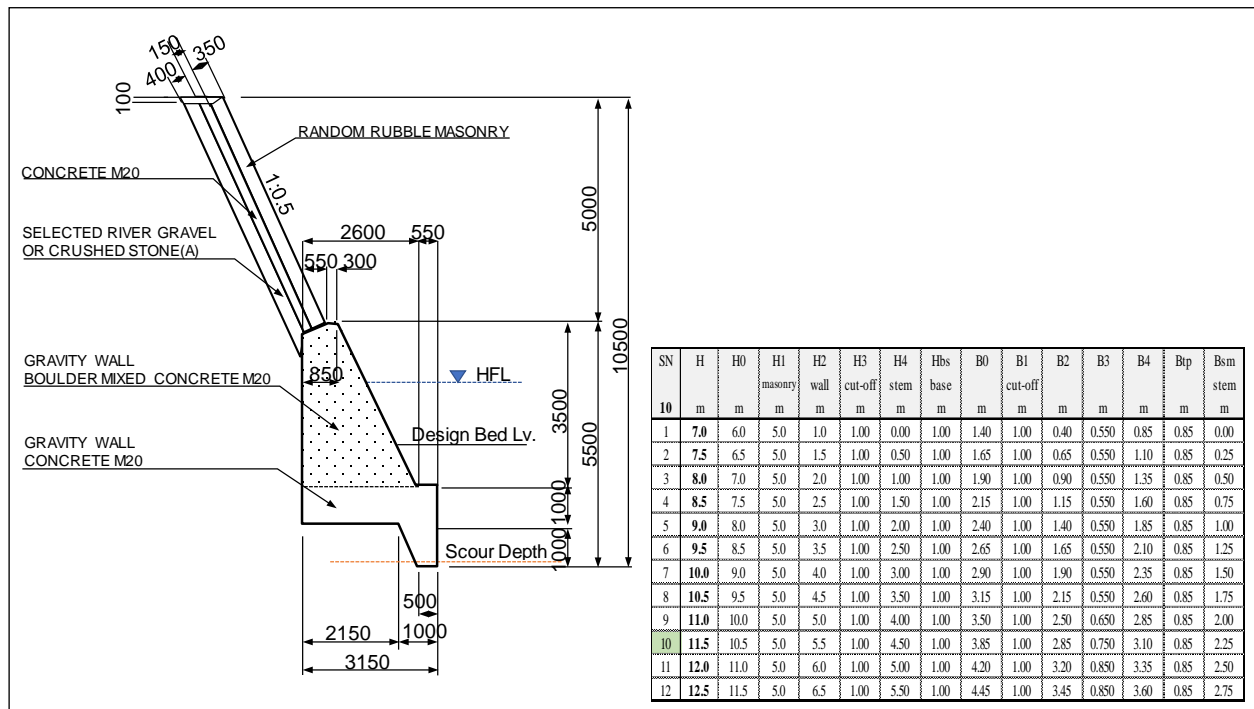 150
350
400
100
RANDOM RUBBLE MASONRY
CONCRETE M20
1:0.5
5000
SELECTED RIVER GRAVEL
OR CRUSHED STONE(A)
2600
550
550
300
10500
GRAVITY WALL
BOULDER MIXED CONCRETE M20
850
HFL
3500
5500
Design Bed Lv.
GRAVITY WALL
CONCRETE M20
1000
1000
Scour Depth
500
2150
1000
3150
SN H H0 H1 H2 H3 H4 Hbs B0 B1 B2 B3 B4 Btp Bsm
masonry wall cut-off stem base cut-off stem
10 m m m m m m m m m m m m m m
1 7.0 6.0 5.0 1.0 1.00 0.00 1.00 1.40 1.00 0.40 0.550 0.85 0.85 0.00
2 7.5 6.5 5.0 1.5 1.00 0.50 1.00 1.65 1.00 0.65 0.550 1.10 0.85 0.25
3 8.0 7.0 5.0 2.0 1.00 1.00 1.00 1.90 1.00 0.90 0.550 1.35 0.85 0.50
4 8.5 7.5 5.0 2.5 1.00 1.50 1.00 2.15 1.00 1.15 0.550 1.60 0.85 0.75
5 9.0 8.0 5.0 3.0 1.00 2.00 1.00 2.40 1.00 1.40 0.550 1.85 0.85 1.00
6 9.5 8.5 5.0 3.5 1.00 2.50 1.00 2.65 1.00 1.65 0.550 2.10 0.85 1.25
7 10.0 9.0 5.0 4.0 1.00 3.00 1.00 2.90 1.00 1.90 0.550 2.35 0.85 1.50
8 10.5 9.5 5.0 4.5 1.00 3.50 1.00 3.15 1.00 2.15 0.550 2.60 0.85 1.75
9 11.0 10.0 5.0 5.0 1.00 4.00 1.00 3.50 1.00 2.50 0.650 2.85 0.85 2.00
10 11.5 10.5 5.0 5.5 1.00 4.50 1.00 3.85 1.00 2.85 0.750 3.10 0.85 2.25
11 12.0 11.0 5.0 6.0 1.00 5.00 1.00 4.20 1.00 3.20 0.850 3.35 0.85 2.50
12 12.5 11.5 5.0 6.5 1.00 5.50 1.00 4.45 1.00 3.45 0.850 3.60 0.85 2.75